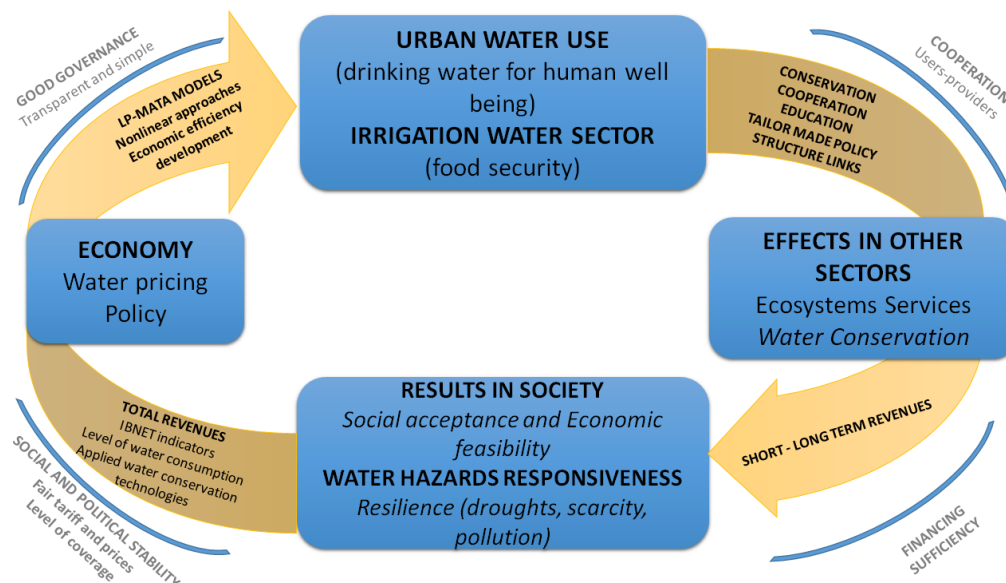 GOOD GOVERNANCE
Transparent and simple
LP-MATA MODELS
Nonlinear approaches
Economic efficiency
development
URBAN WATER USE
(drinking water for human well
being)
IRRIGATION WATER SECTOR
(food security)
CONSERVATION
COOPERATION
EDUCATION
TAILOR MADE POLICY
STRUCTURE LINKS
COOPERATION
Users-providers
ECONOMY
Water pricing
Policy
EFFECTS IN OTHER
SECTORS
Ecosystems Services
Water Conservation
TOTAL REVENUES
IBNET indicators
Level of water consumption
Applied water conservation
technologies
RESULTS IN SOCIETY
Social acceptance and Economic
feasibility
WATER HAZARDS RESPONSIVENESS
Resilience (droughts, scarcity,
pollution)
SHORT - LONG TERM REVENUES
SOCIAL AND POLITICAL STABILITY
Fair tariff and prices
Level of coverage
FINANCING
SUFFICIENCY